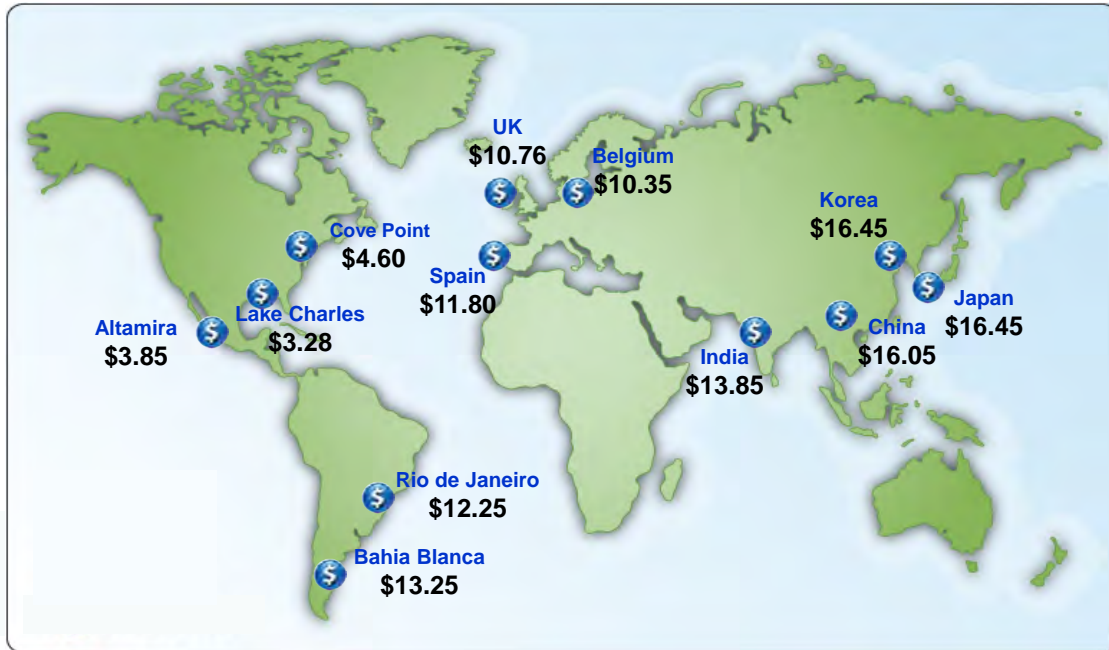 UK
$10.76
Belgium
$10.35
Korea
$16.45
Cove Point
$4.60
Spain
$11.80
Japan
$16.45
Altamira
$3.85
Lake Charles
$3.28
China
$16.05
India
$13.85
Rio de Janeiro
$12.25
Bahia Blanca
$13.25